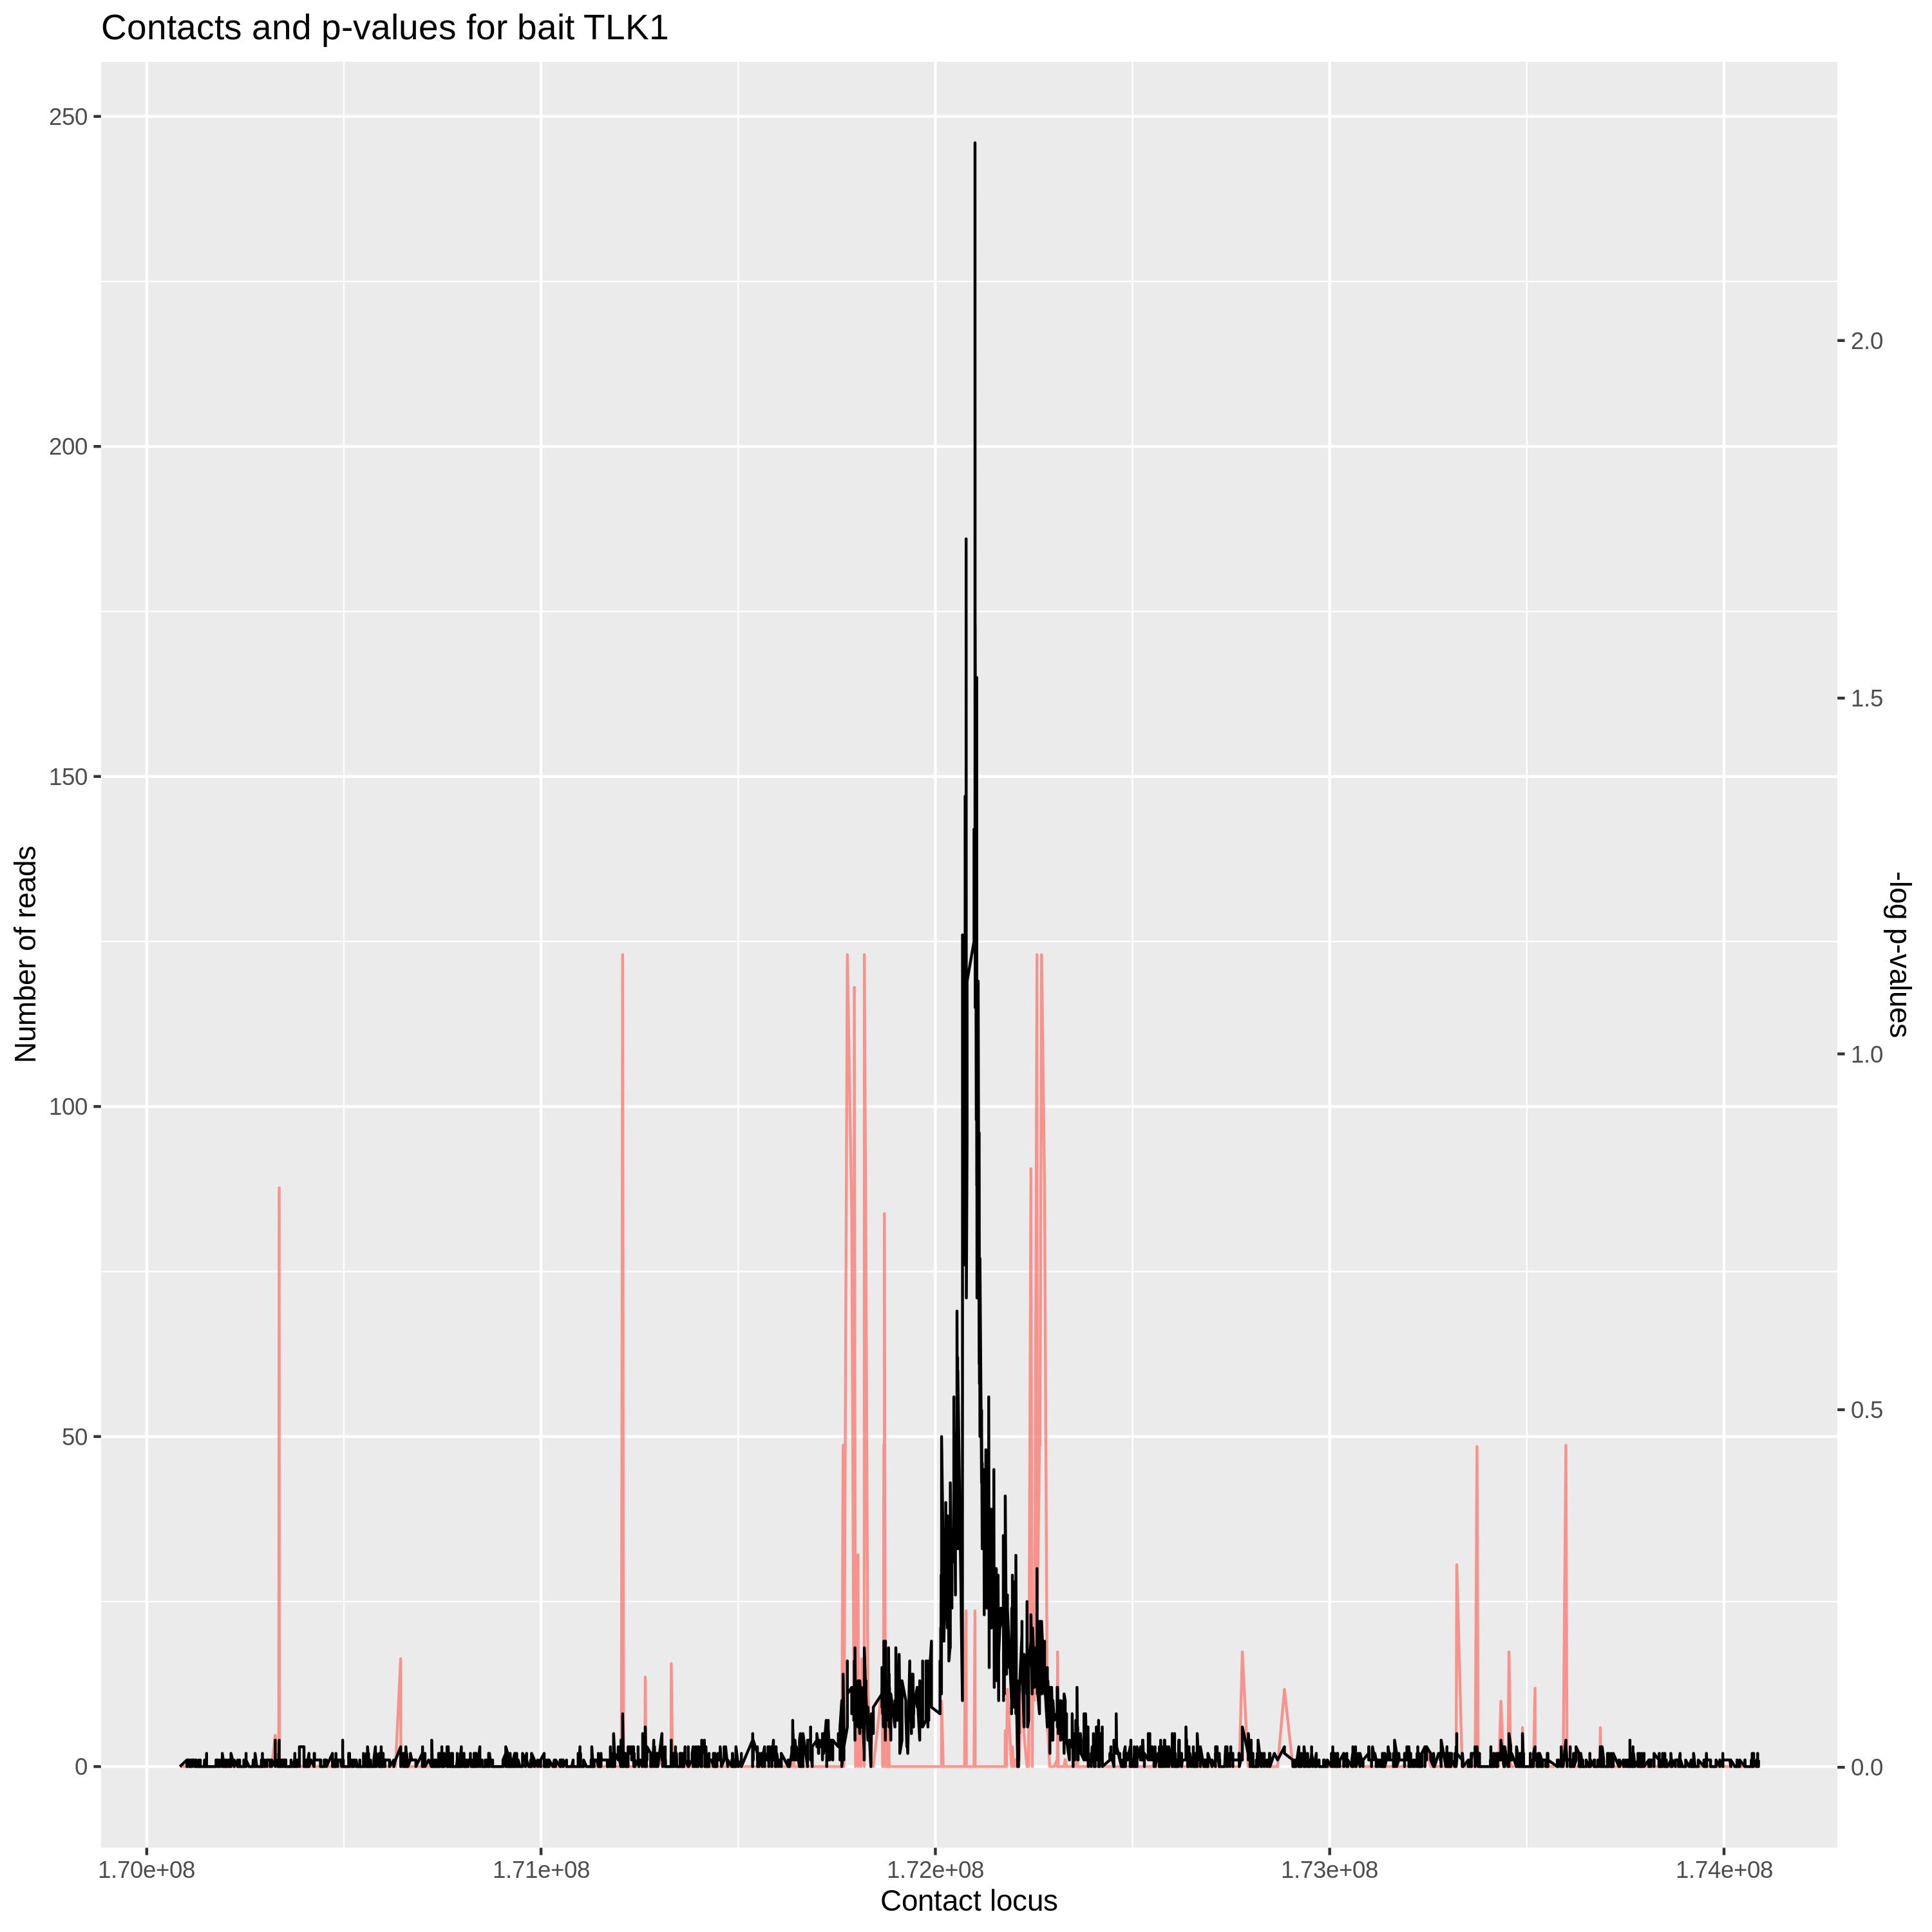 Contacts and p-values for bait TLK1
250
200
150
100
50
0
Number of reads
2.0
1.5
1.0
0.5
0.0
-log p-values
1.70e+08
1.71e+08
1.72e+08
1.73e+08
1.74e+08
Contact locus